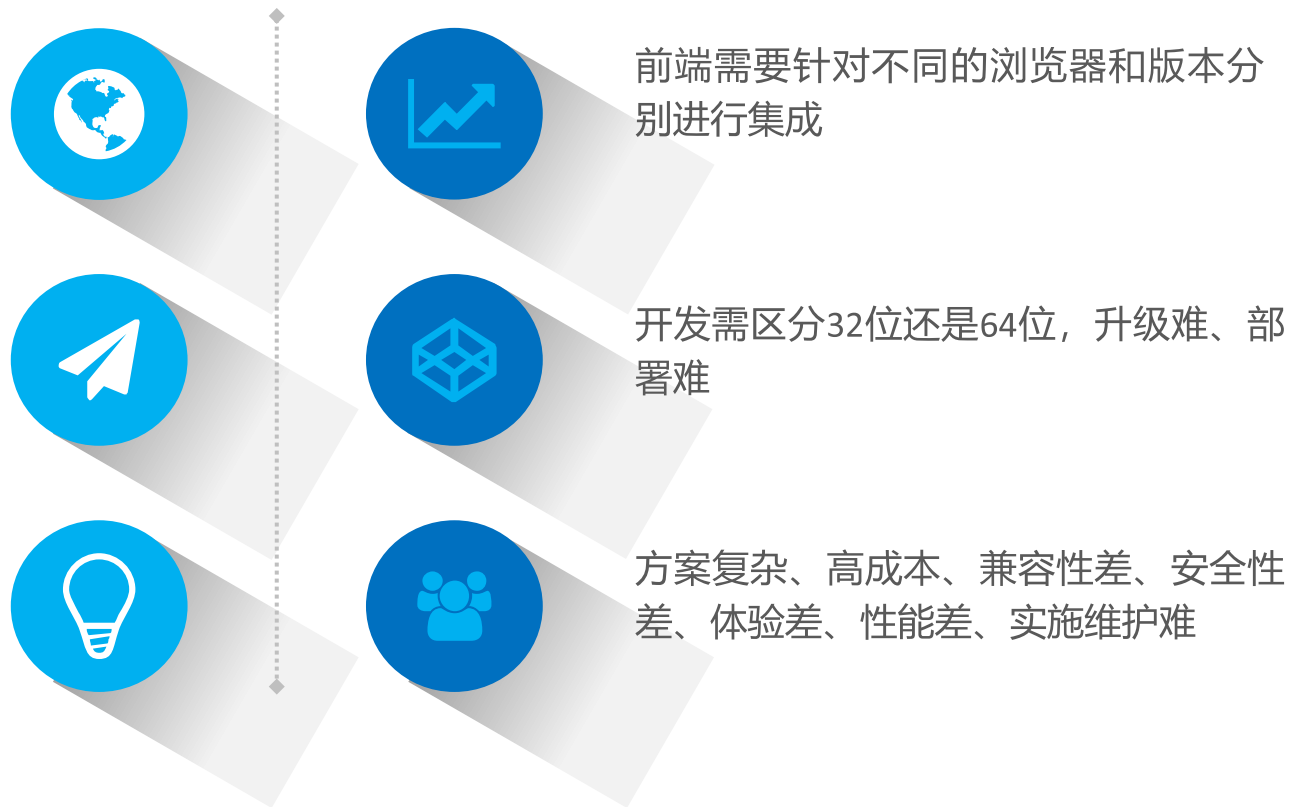 前端需要针对不同的浏览器和版本分
别进行集成
开发需区分32位还是64位，升级难、部
署难
方案复杂、高成本、兼容性差、安全性
差、体验差、性能差、实施维护难